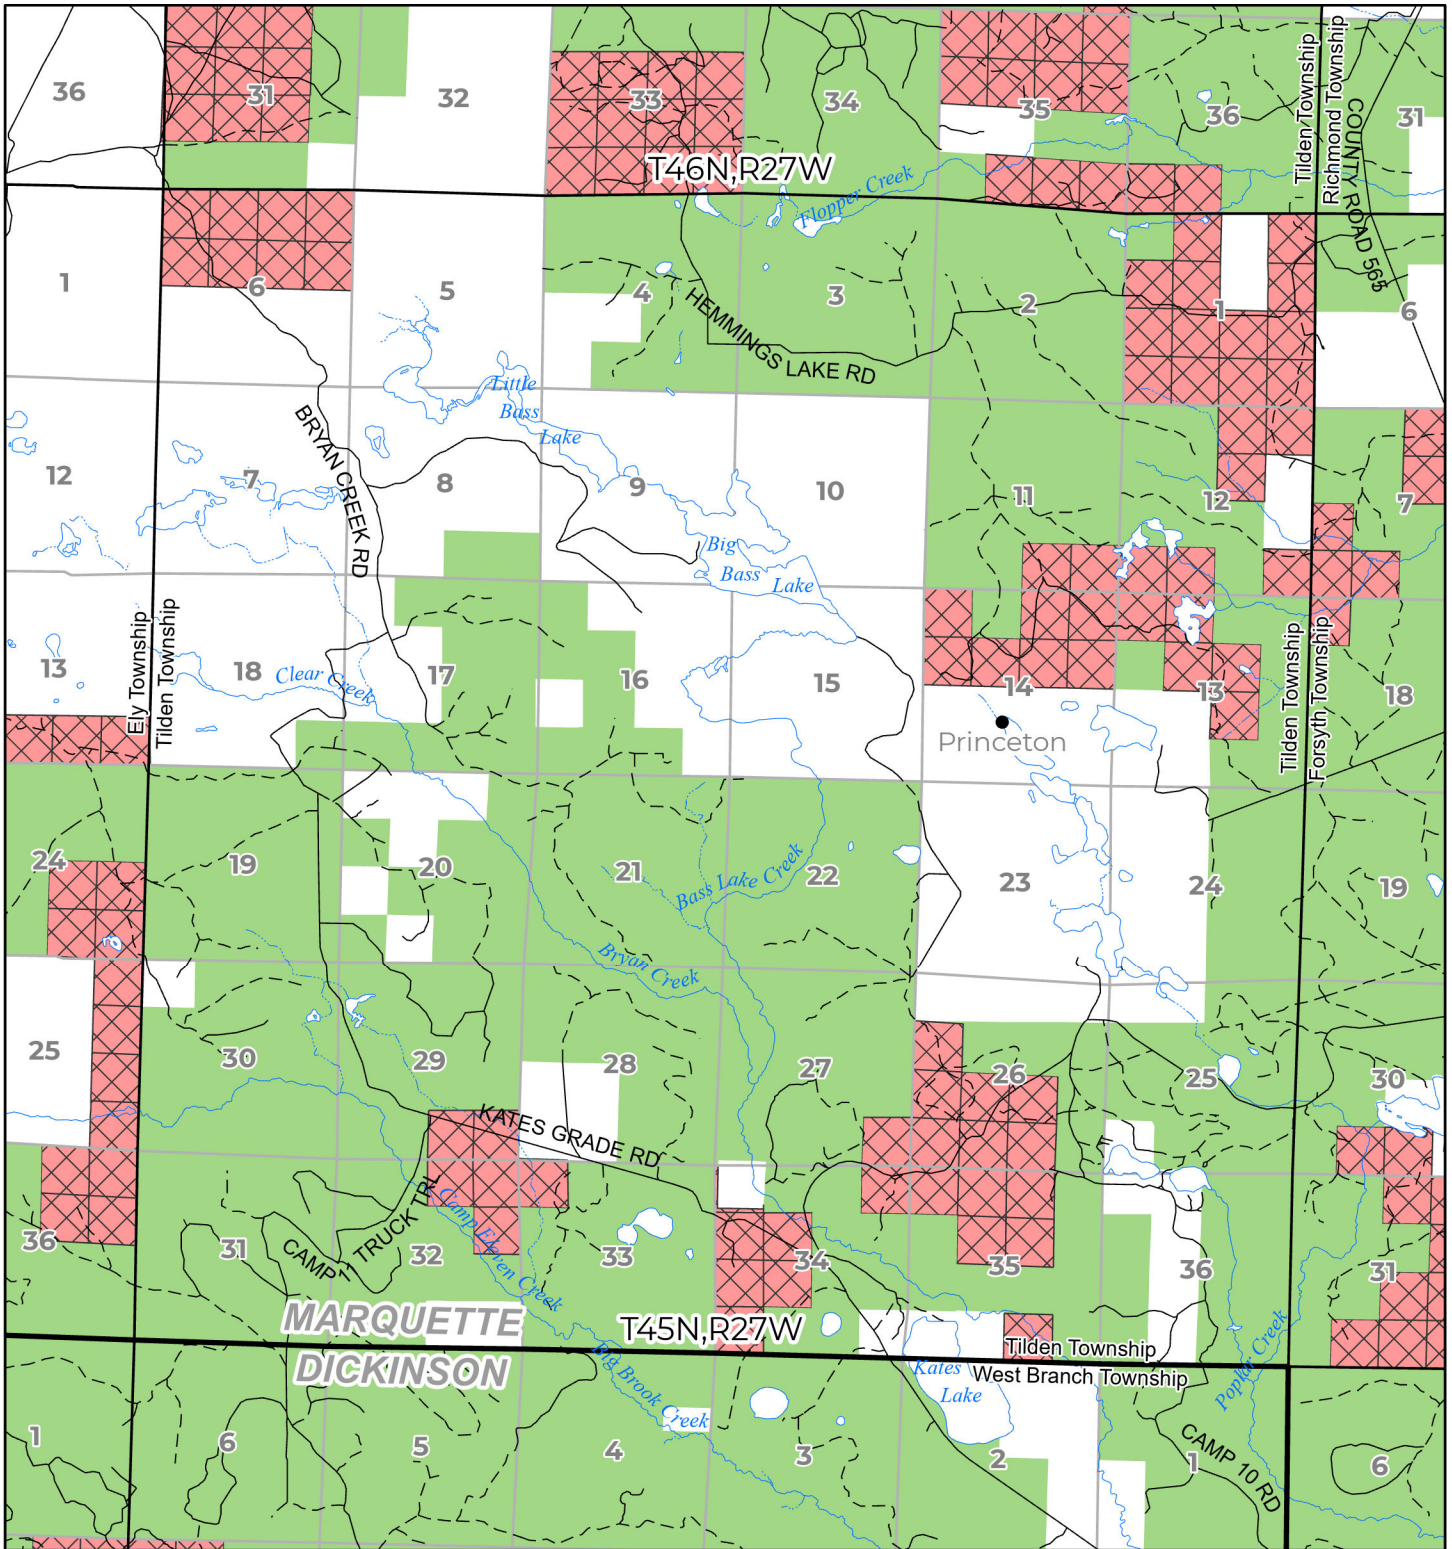 36
31
32
33
34
35
36
31
Tilden Township
Richmond Township
COUNTY ROAD 565
T46N,R27W
Flopper Creek
1
6
5
4
3
2
1
6
HEMMINGS LAKE RD
Little
Bass
Lake
BRYAN CREEK RD
12
7
8
9
10
11
12
7
Big
Bass Lake
Ely Township
Tilden Township
13
18
Clear Creek
17
16
15
14
13
18
Tilden Township
Forsyth Township
Princeton
24
19
20
21
Bass Lake Creek
22
23
24
19
Bryan Creek
25
30
29
28
27
26
25
30
KATES GRADE RD
CAMP 11 TRUCK TRL
Camp Eleven Creek
36
31
32
33
34
35
36
31
MARQUETTE
T45N,R27W
Tilden Township
DICKINSON
West Branch Township
Big Brook Creek
Kates
Lake
Poplar Creek
1
6
5
4
3
2
1
6
CAMP 10 RD